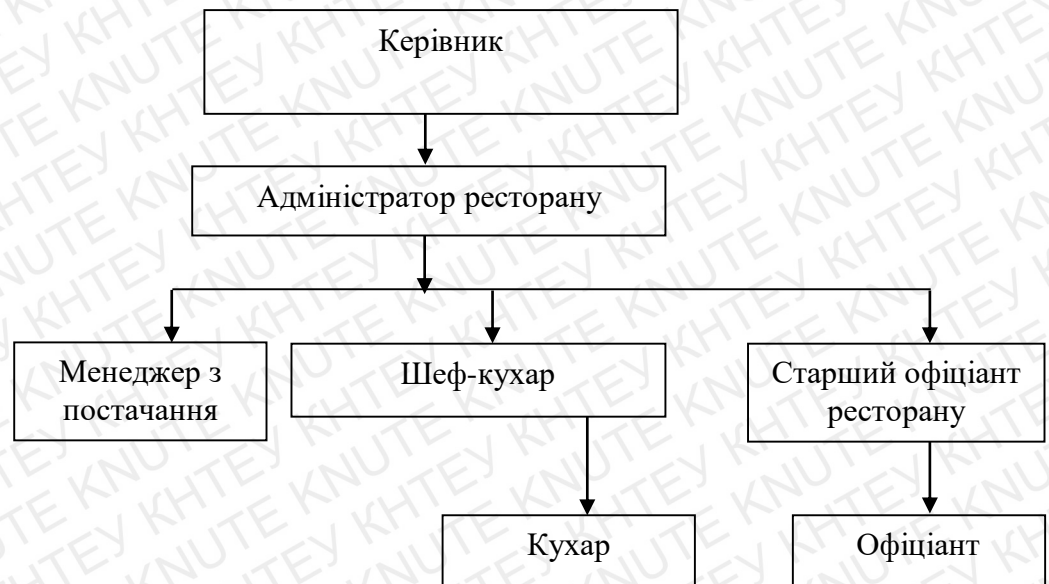 Керівник
Адміністратор ресторану
Менеджер з
постачання
Шеф-кухар
Старший офіціант
ресторану
Кухар
Офіціант